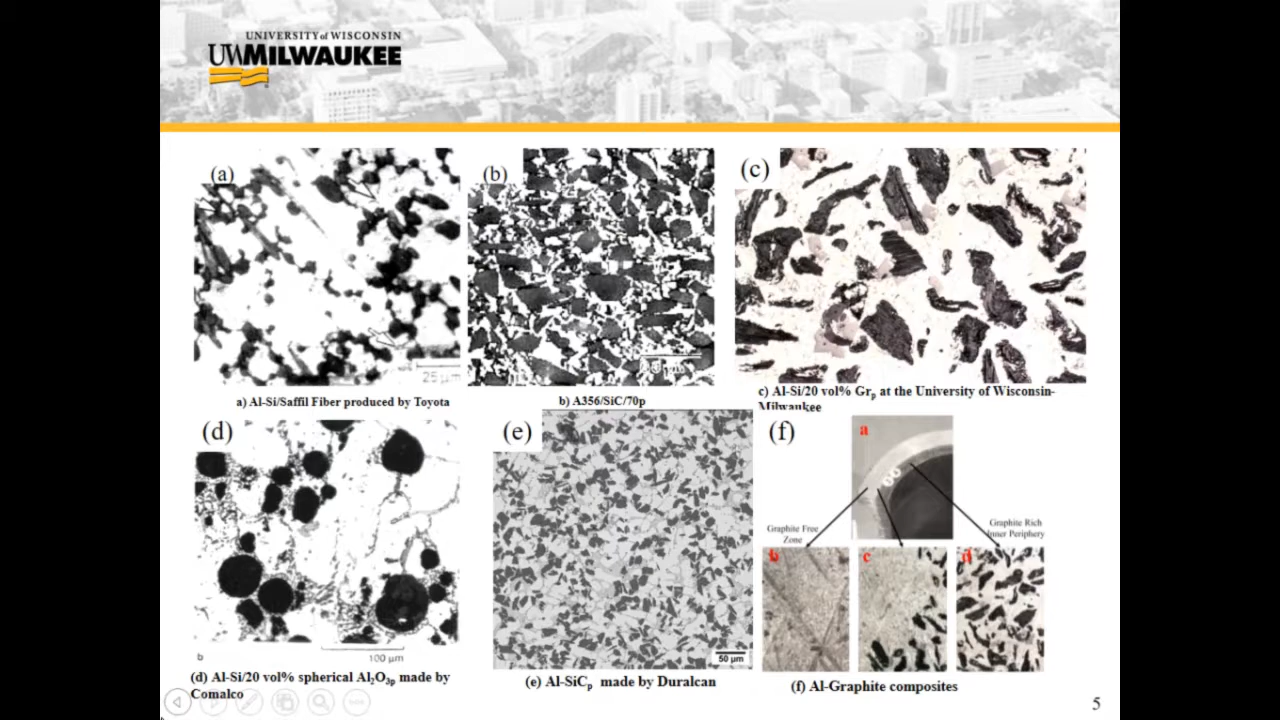 UNIVERSITY of WISCONSIN
UWMILWAUKEE
(a)
(b)
(c)
25 μm
a) Al-Si/Saffil Fiber produced by Toyota
b) A356/SiC/70p
c) Al-Si/20 vol% Grp at the University of Wisconsin-
Milwaukee
(d)
(e)
(f)
a
Graphite Free
Zone
Graphite Rich
Inner Periphery
b
c
d
b
100 μm
50 μm
(d) Al-Si/20 vol% spherical Al2O3p made by
Comalco
(e) Al-SiCp made by Duralcan
(f) Al-Graphite composites
5